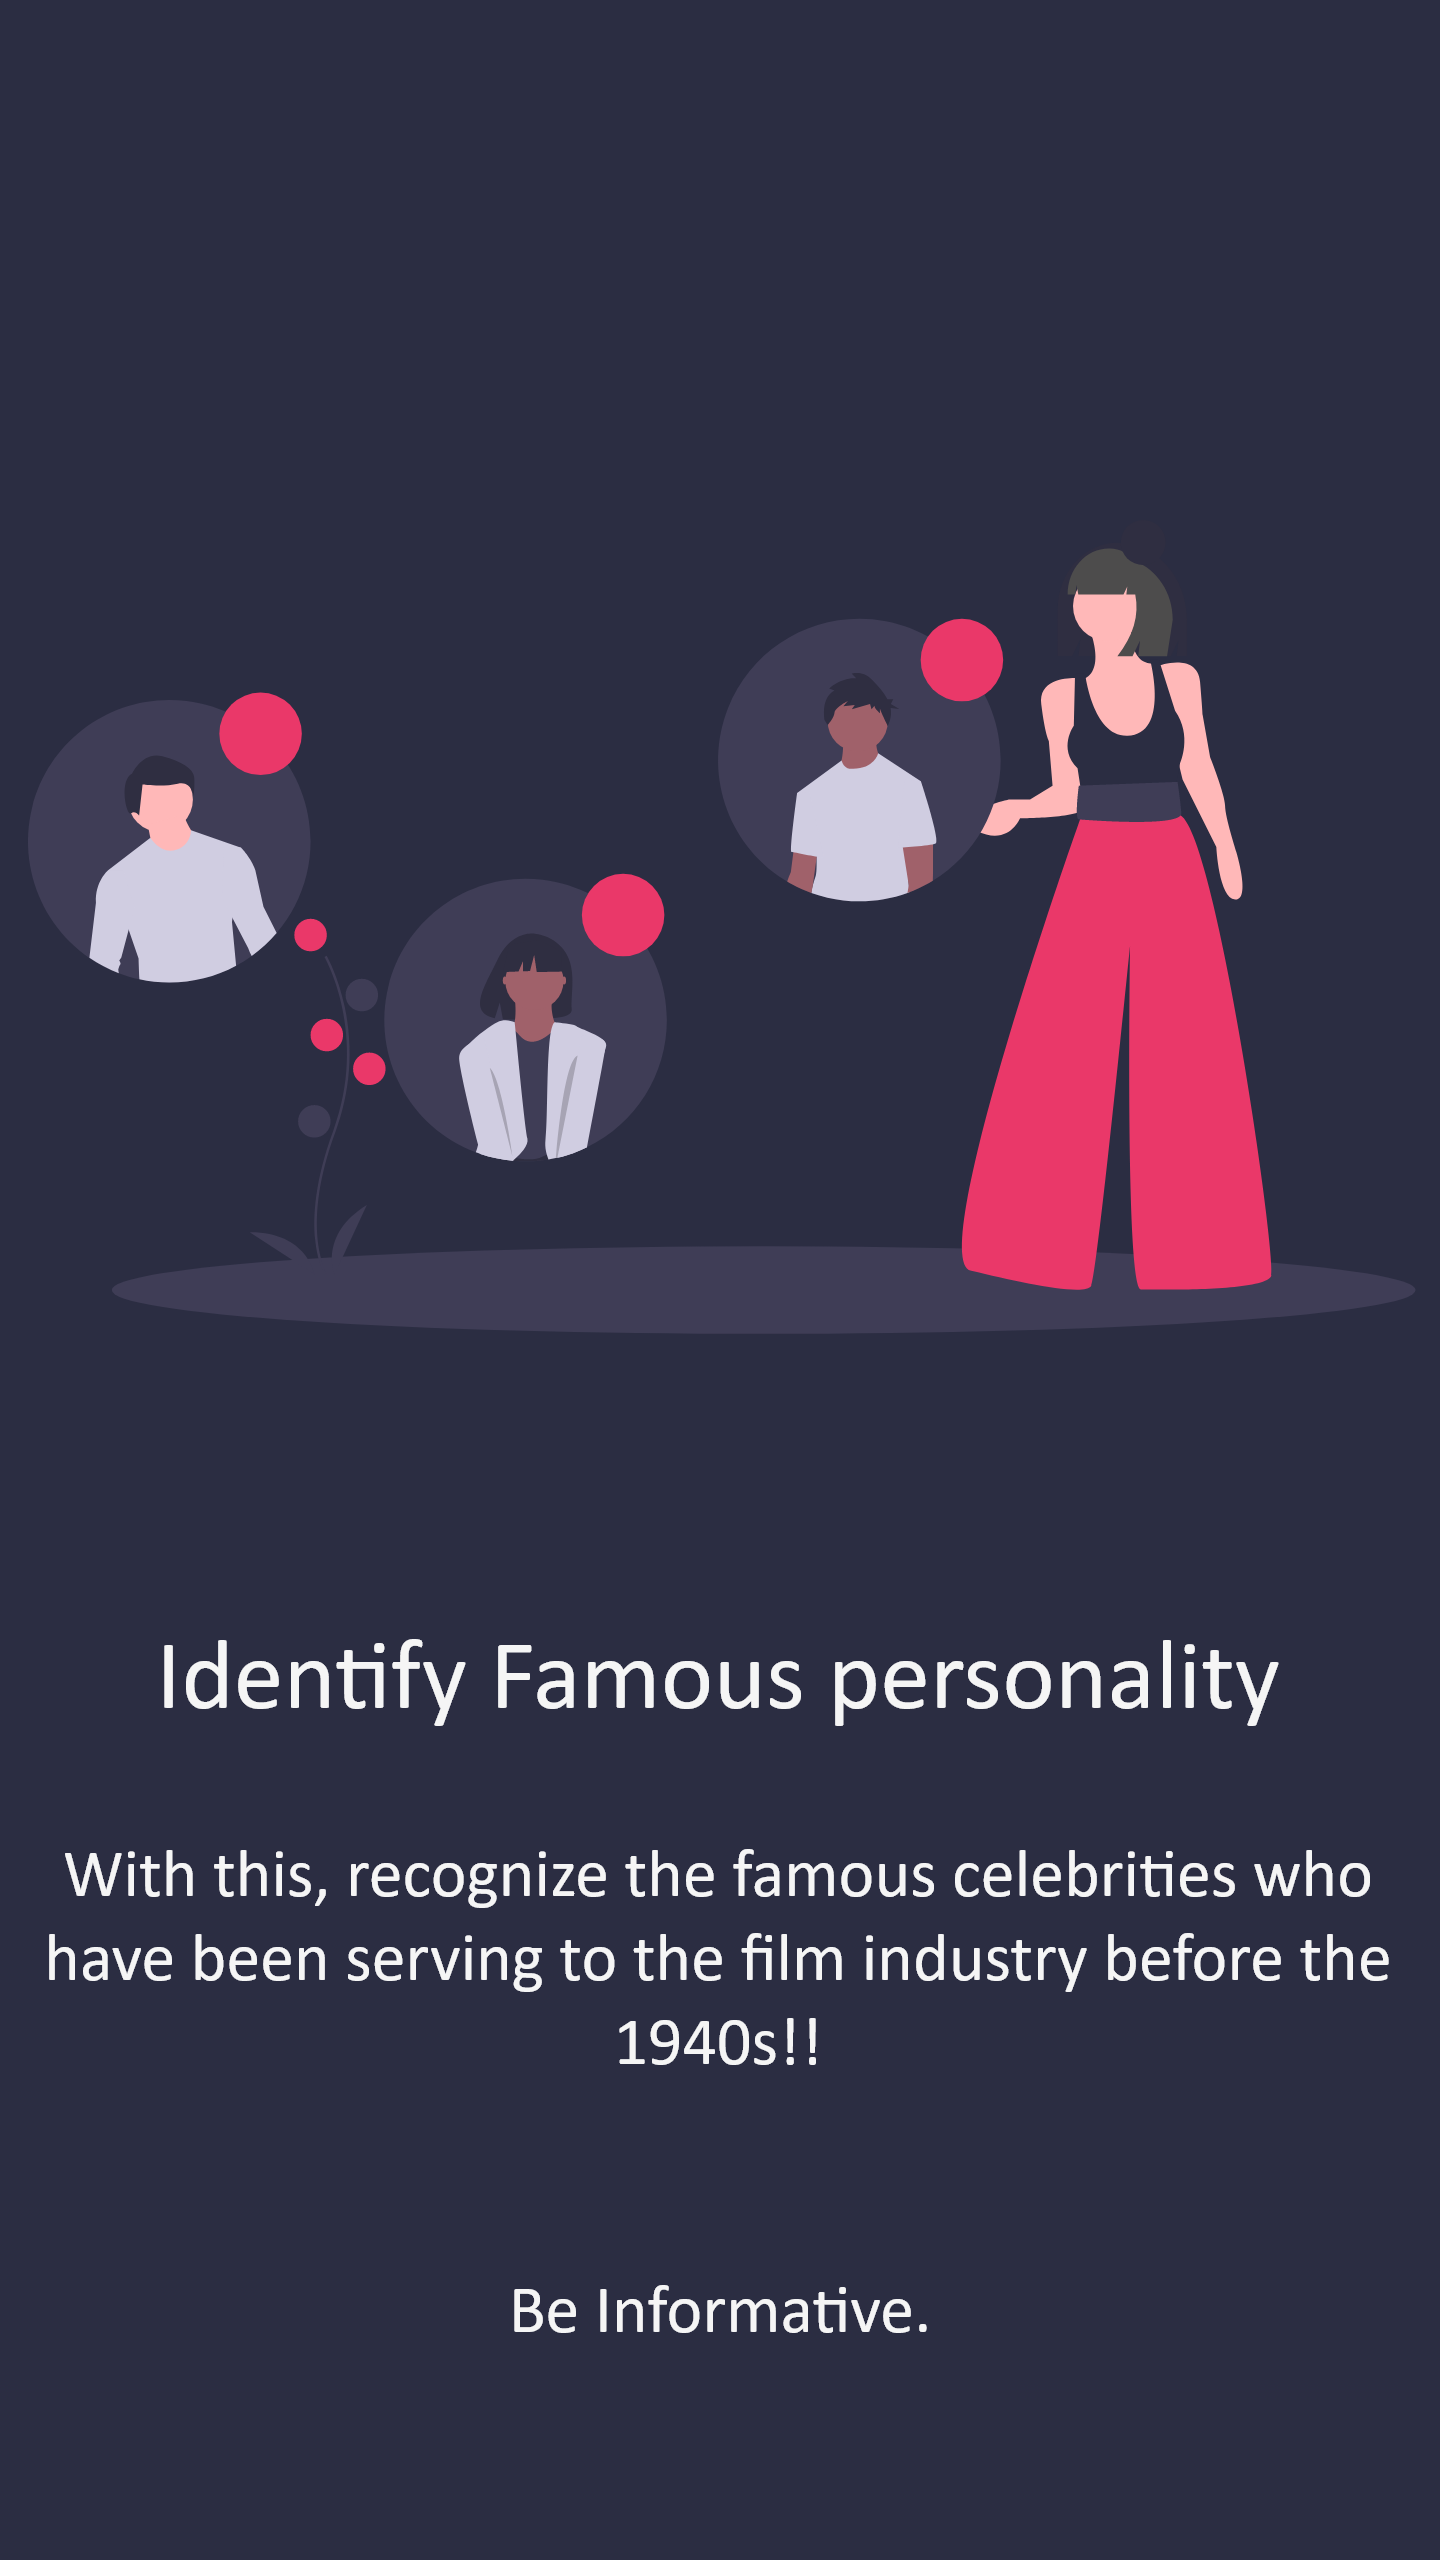 Identify Famous personality
With this, recognize the famous celebrities who
have been serving to the film industry before the
1940s!!
Be Informative.